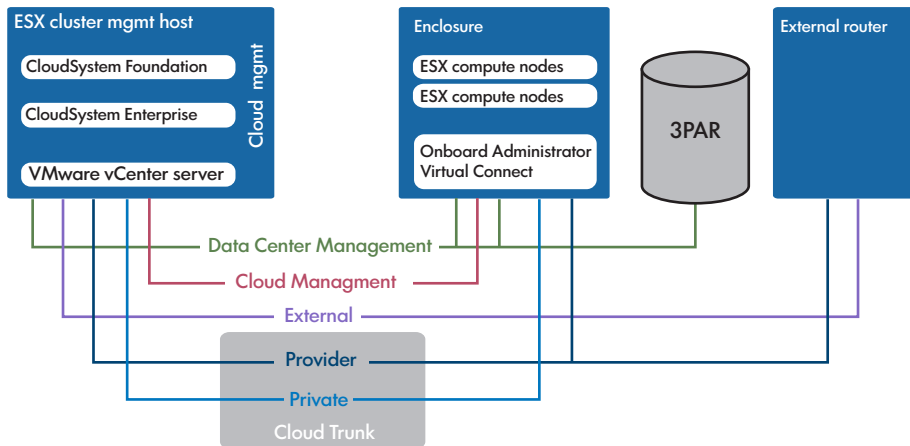 ESX cluster mgmt host
CloudSystem Foundation
CloudSystem Enterprise
VMware vCenter server
Cloud mgmt
Enclosure
ESX compute nodes
ESX compute nodes
Onboard Administrator
Virtual Connect
3PAR
External router
Data Center Management
Cloud Managment
External
Provider
Private
Cloud Trunk